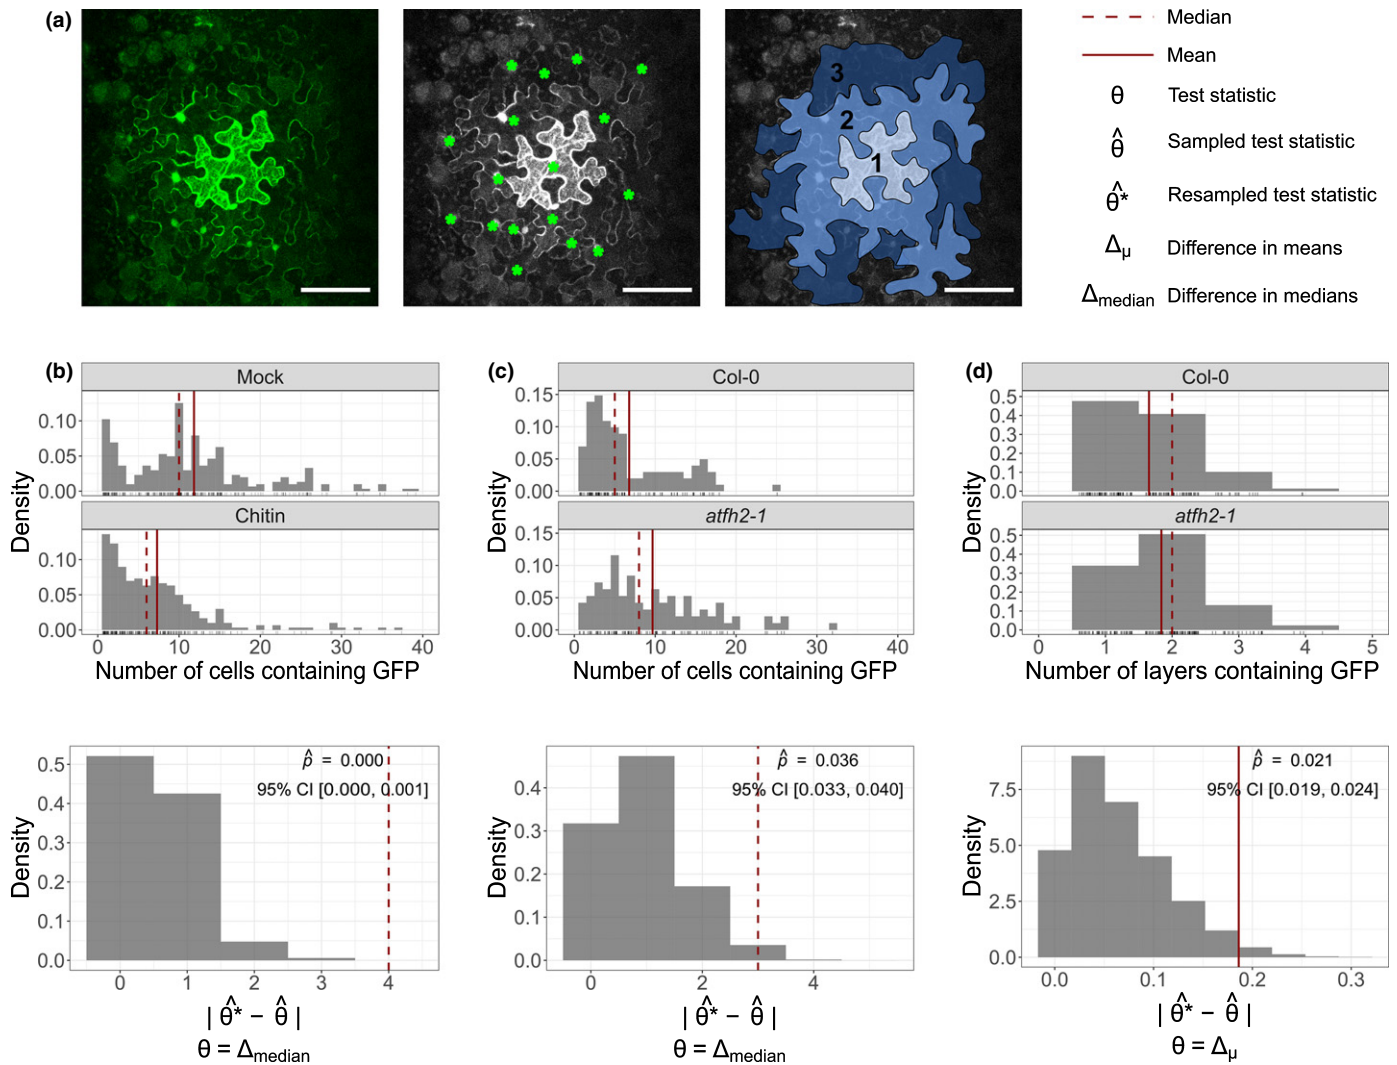 (a)
3
2
1
Median
Mean
θ Test statistic
θ̂ Sampled test statistic
θ̂* Resampled test statistic
Δμ Difference in means
Δmedian Difference in medians
(b)
Mock
0.10
0.05
0.00
Chitin
0.10
0.05
0.00
Density
0 10 20 30 40
Number of cells containing GFP
(c)
Col-0
0.15
0.10
0.05
0.00
atfh2-1
0.15
0.10
0.05
0.00
Density
0 10 20 30 40
Number of cells containing GFP
(d)
Col-0
0.5
0.4
0.3
0.2
0.1
0.0
atfh2-1
0.5
0.4
0.3
0.2
0.1
0.0
Density
0 1 2 3 4 5
Number of layers containing GFP
p̂ = 0.000
95% CI [0.000, 0.001]
0.5
0.4
0.3
0.2
0.1
0.0
Density
0 1 2 3 4
| θ̂* − θ̂ |
θ = Δmedian
p̂ = 0.036
95% CI [0.033, 0.040]
0.4
0.3
0.2
0.1
0.0
Density
0 2 4
| θ̂* − θ̂ |
θ = Δmedian
p̂ = 0.021
95% CI [0.019, 0.024]
7.5
5.0
2.5
0.0
Density
0.0 0.1 0.2 0.3
| θ̂* − θ̂ |
θ = Δμ